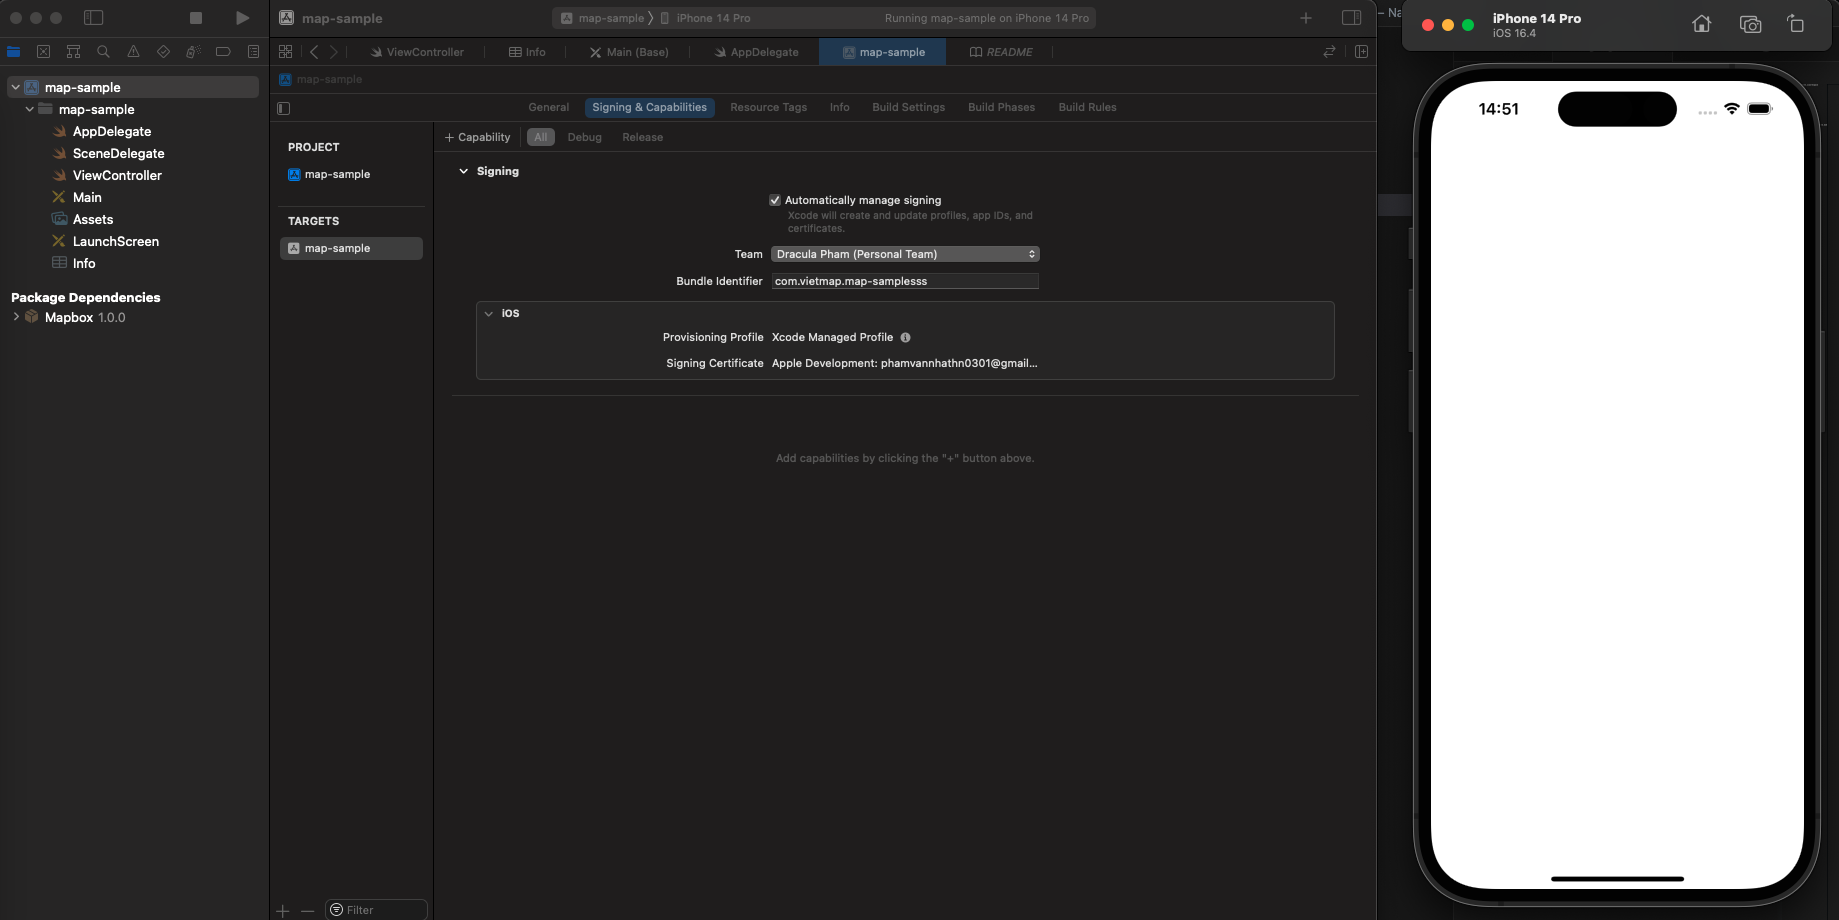 map-sample
map-sample
iPhone 14 Pro
Running map-sample on iPhone 14 Pro
iPhone 14 Pro
iOS 16.4
ViewController
Info
Main (Base)
AppDelegate
map-sample
README
map-sample
map-sample
AppDelegate
SceneDelegate
ViewController
Main
Assets
LaunchScreen
Info
Package Dependencies
Mapbox 1.0.0
map-sample
General
Signing & Capabilities
Resource Tags
Info
Build Settings
Build Phases
Build Rules
PROJECT
map-sample
TARGETS
map-sample
+ Capability
All
Debug
Release
Signing
Automatically manage signing
Xcode will create and update profiles, app IDs, and
certificates.
Team
Dracula Pham (Personal Team)
Bundle Identifier
com.vietmap.map-samplesss
iOS
Provisioning Profile
Xcode Managed Profile
Signing Certificate
Apple Development: phamvannhathn0301@gmail...
Add capabilities by clicking the "+" button above.
Filter
14:51